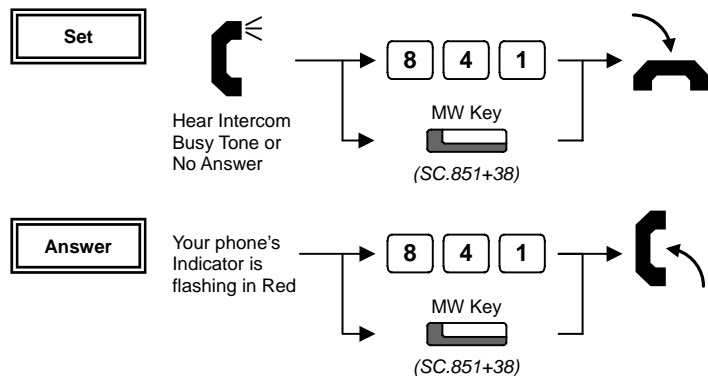 Set
Hear Intercom
Busy Tone or
No Answer
8 4 1
MW Key
(SC.851+38)
Answer
Your phone's
Indicator is
flashing in Red
8 4 1
MW Key
(SC.851+38)